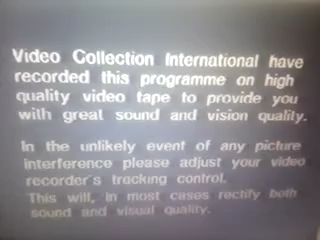 Video Collection International have
recorded this programme on high
quality video tape to provide you
with great sound and vision quality.
In the unlikely event of any picture
interference please adjust your video
recorder's tracking control.
This will, in most cases rectify both
sound and visual quality.